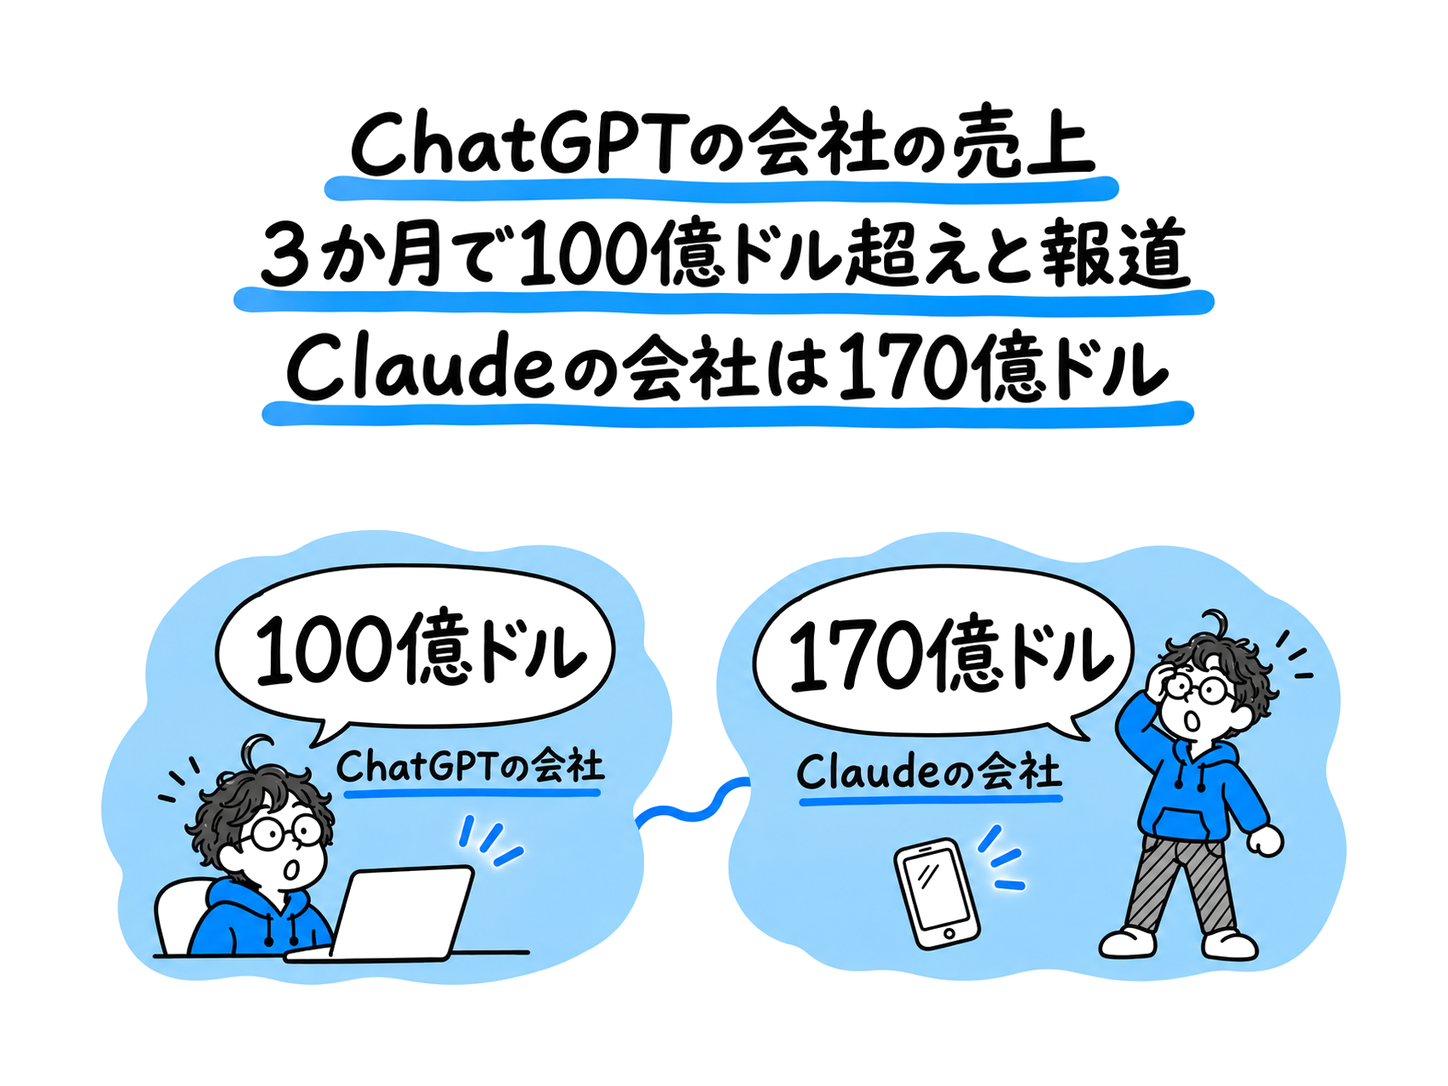 ChatGPTの会社の売上
3か月で100億ドル超えと報道
Claudeの会社は170億ドル
100億ドル
ChatGPTの会社
170億ドル
Claudeの会社